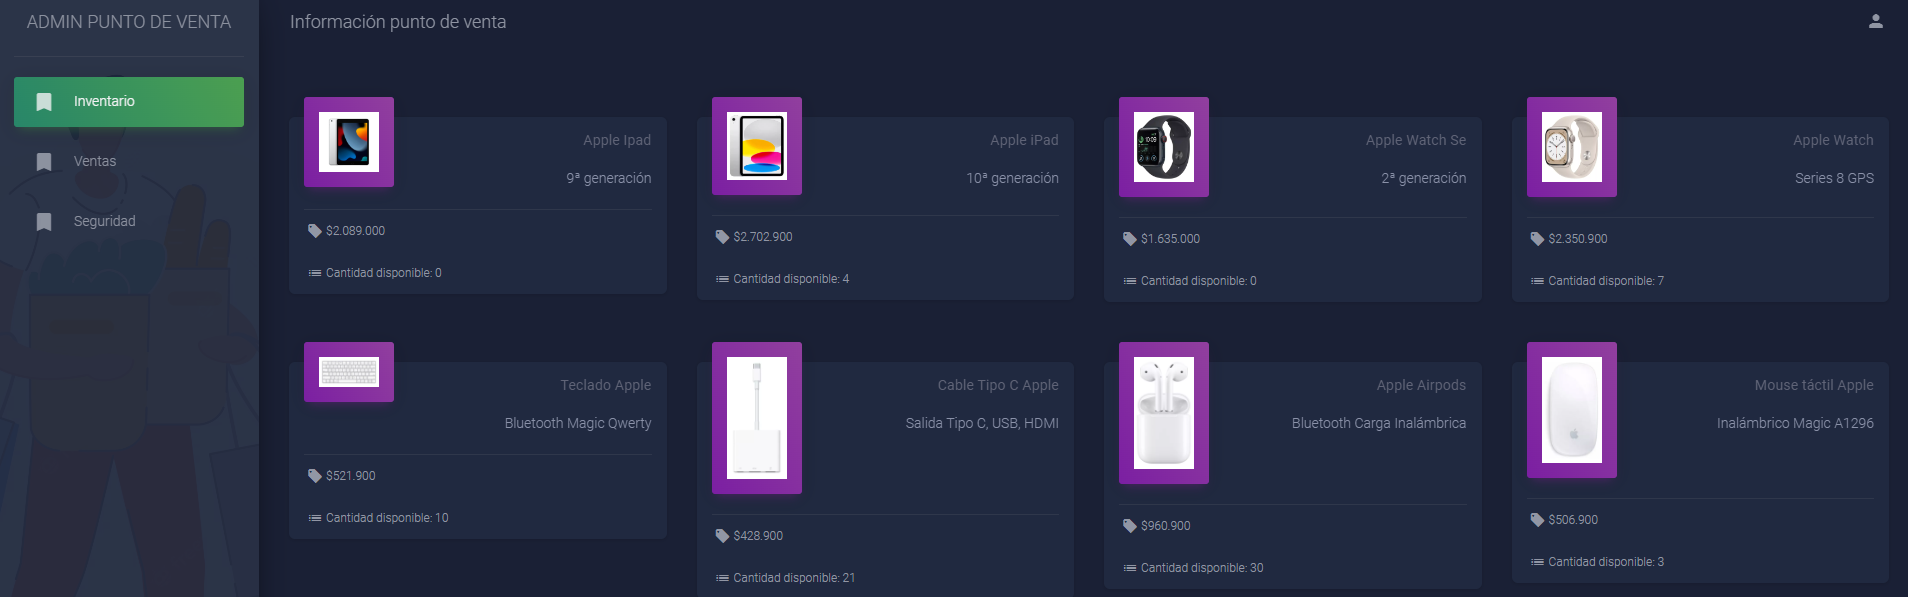 ADMIN PUNTO DE VENTA
Inventario
Ventas
Seguridad
Información punto de venta
Apple Ipad
9ª generación
$2.089.000
Cantidad disponible: 0
Apple iPad
10ª generación
$2.702.900
Cantidad disponible: 4
Apple Watch Se
2ª generación
$1.635.000
Cantidad disponible: 0
Apple Watch
Series 8 GPS
$2.350.900
Cantidad disponible: 7
Teclado Apple
Bluetooth Magic Qwerty
$521.900
Cantidad disponible: 10
Cable Tipo C Apple
Salida Tipo C, USB, HDMI
$428.900
Cantidad disponible: 21
Apple Airpods
Bluetooth Carga Inalámbrica
$960.900
Cantidad disponible: 30
Mouse táctil Apple
Inalámbrico Magic A1296
$506.900
Cantidad disponible: 3